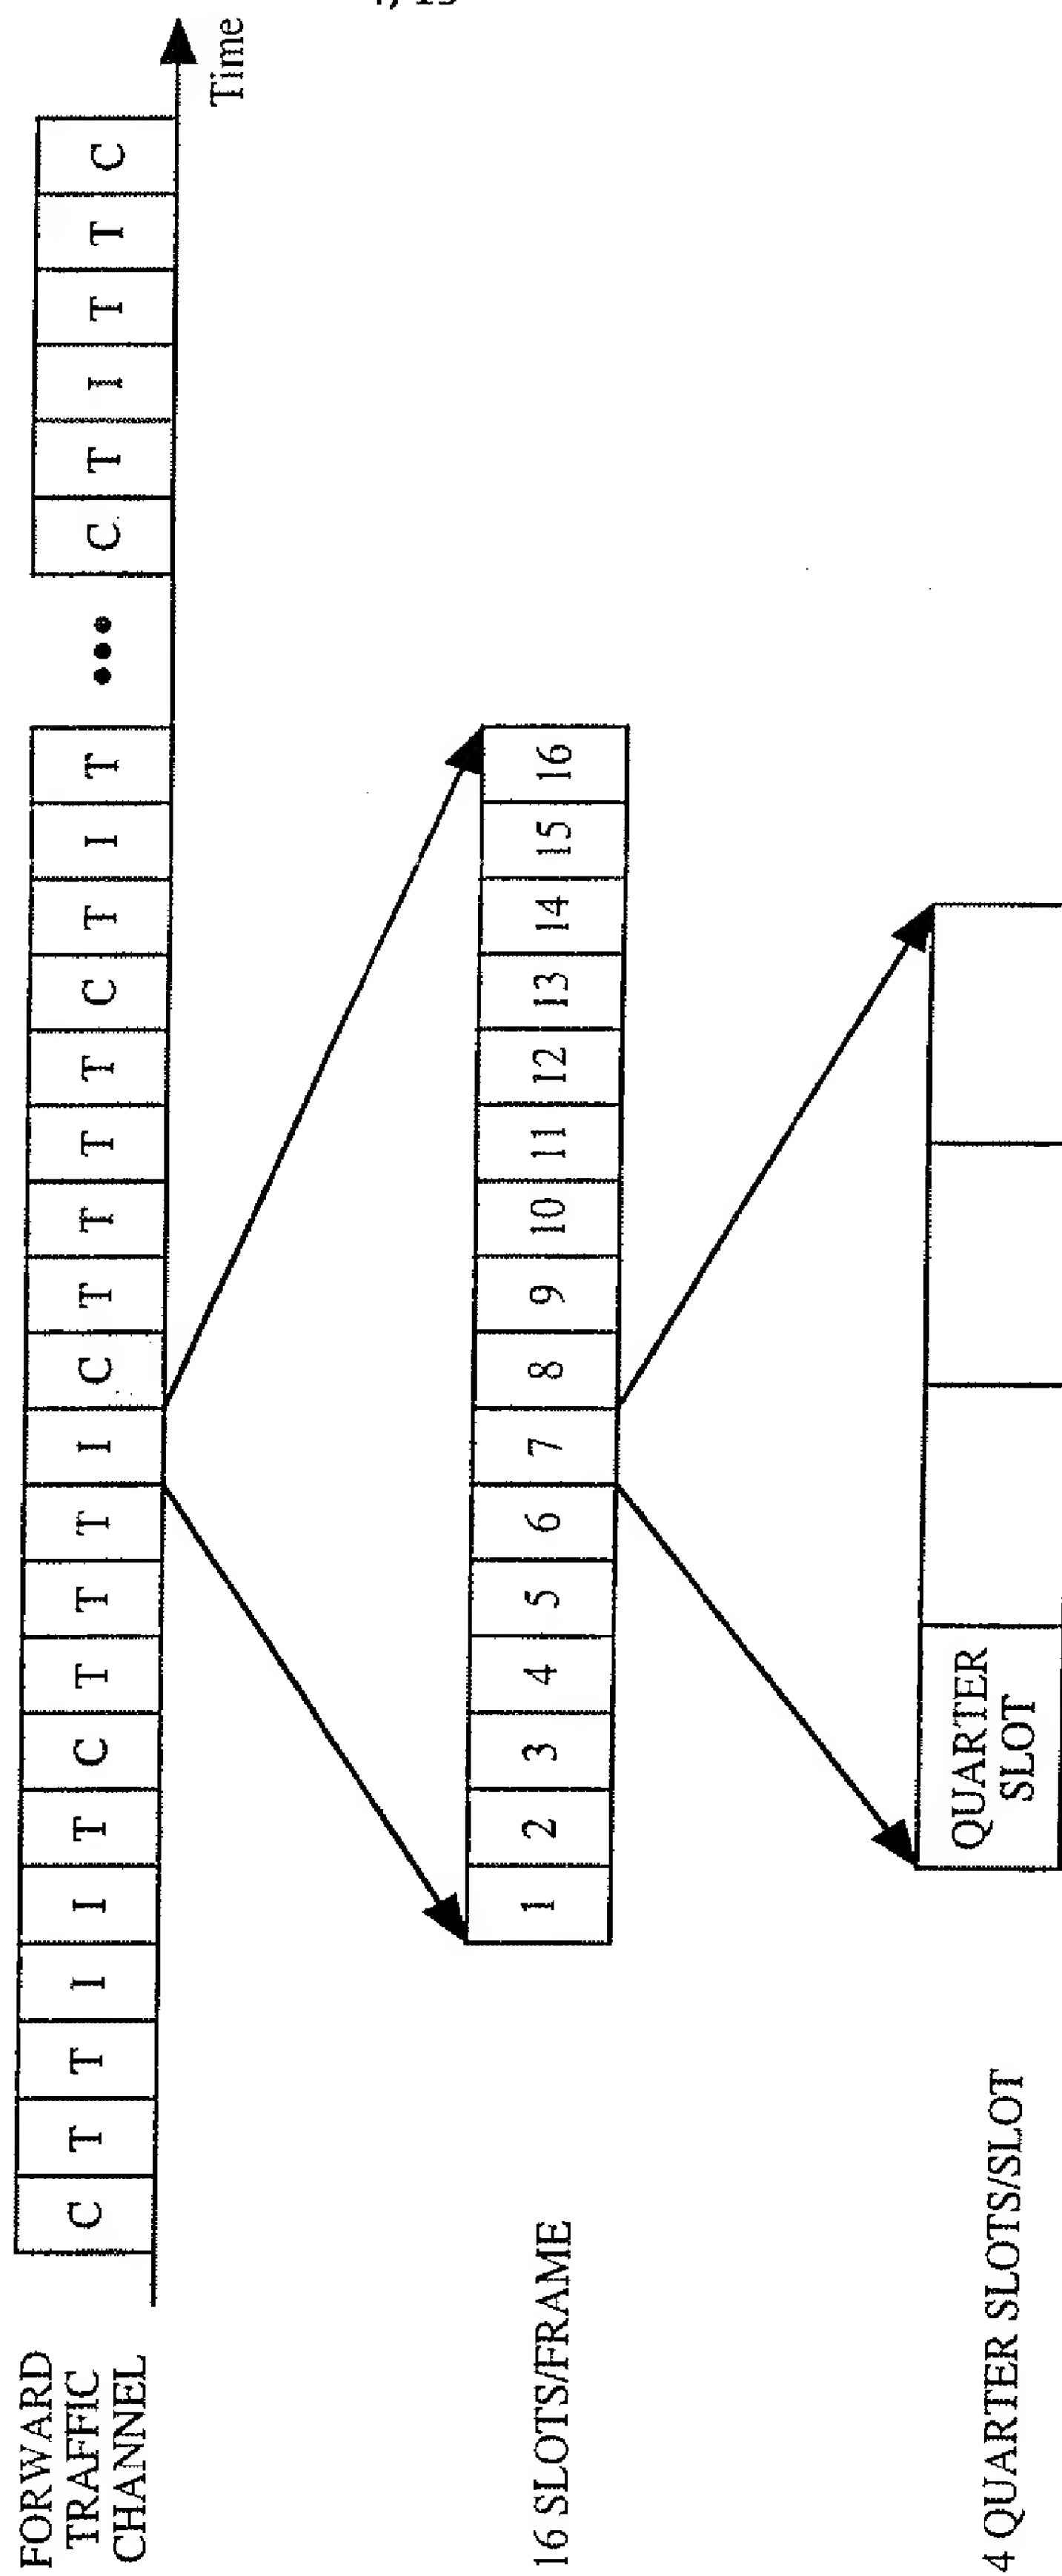 FORWARD
TRAFFIC
CHANNEL
C T T I I T C T T T I C T T T T C T I T ••• C T I T T C
Time
16 SLOTS/FRAME
1 2 3 4 5 6 7 8 9 10 11 12 13 14 15 16
4 QUARTER SLOTS/SLOT
QUARTER
SLOT